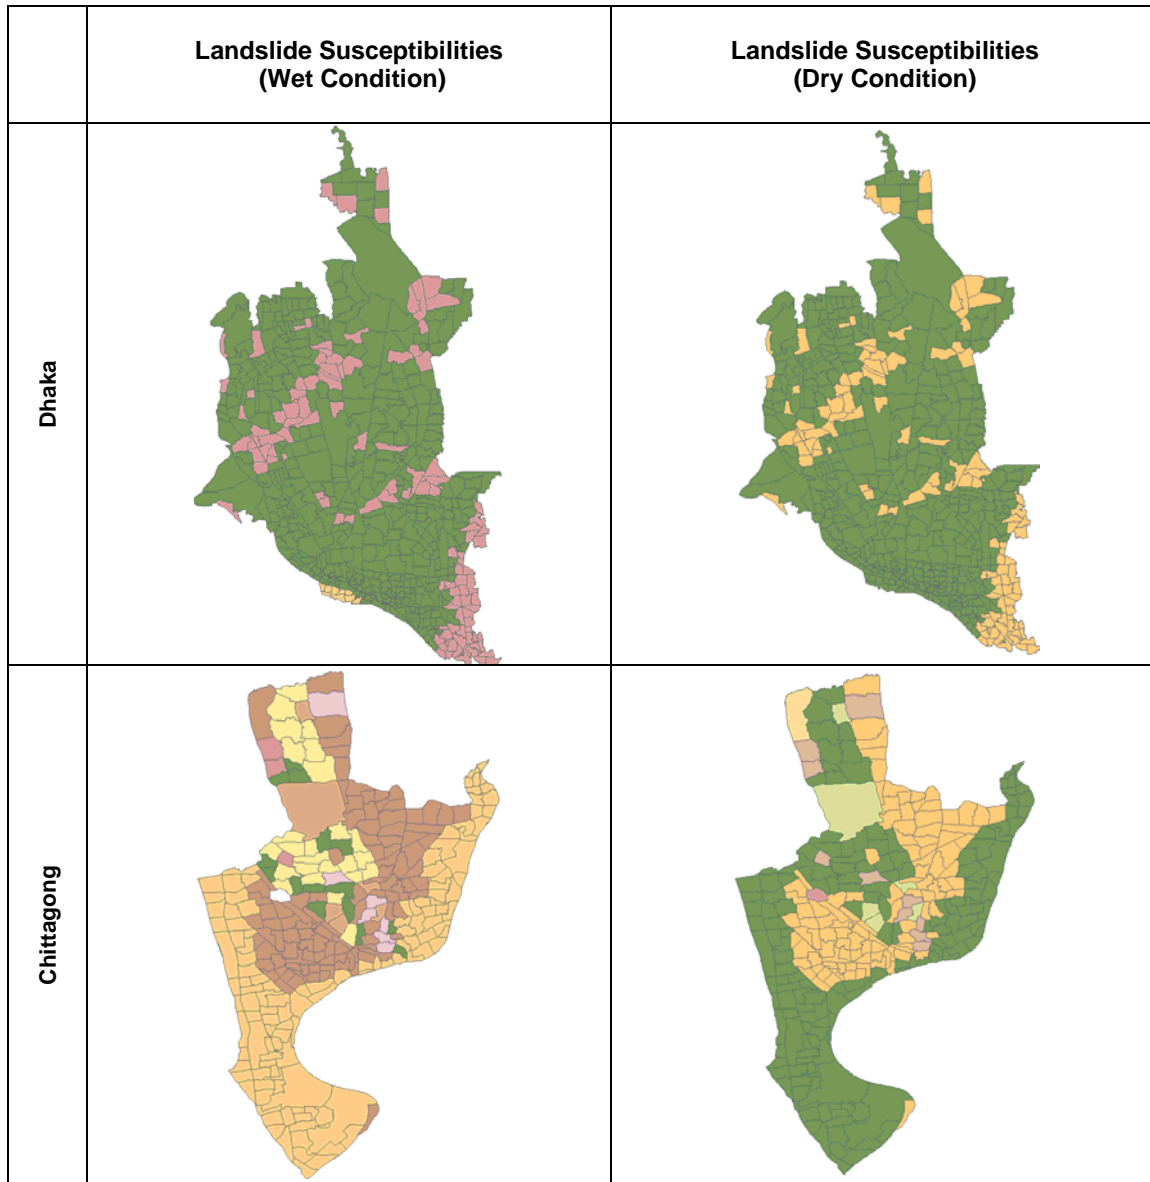 Landslide Susceptibilities
(Wet Condition)
Landslide Susceptibilities
(Dry Condition)
Dhaka
Chittagong